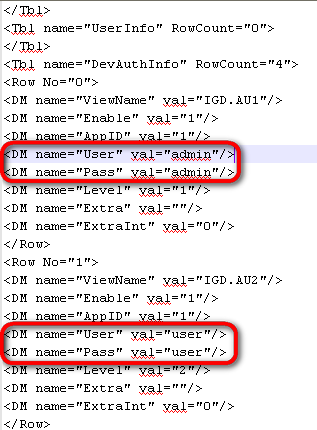 </Tbl>
<Tbl name="UserInfo" RowCount="0">
</Tbl>
<Tbl name="DevAuthInfo" RowCount="4">
<Row No="0">
<DM name="ViewName" val="IGD.AU1"/>
<DM name="Enable" val="1"/>
<DM name="AppID" val="1"/>
<DM name="User" val="admin"/>
<DM name="Pass" val="admin"/>
<DM name="Level" val="1"/>
<DM name="Extra" val=""/>
<DM name="ExtraInt" val="0"/>
</Row>
<Row No="1">
<DM name="ViewName" val="IGD.AU2"/>
<DM name="Enable" val="1"/>
<DM name="AppID" val="1"/>
<DM name="User" val="user"/>
<DM name="Pass" val="user"/>
<DM name="Level" val="2"/>
<DM name="Extra" val=""/>
<DM name="ExtraInt" val="0"/>
</Row>